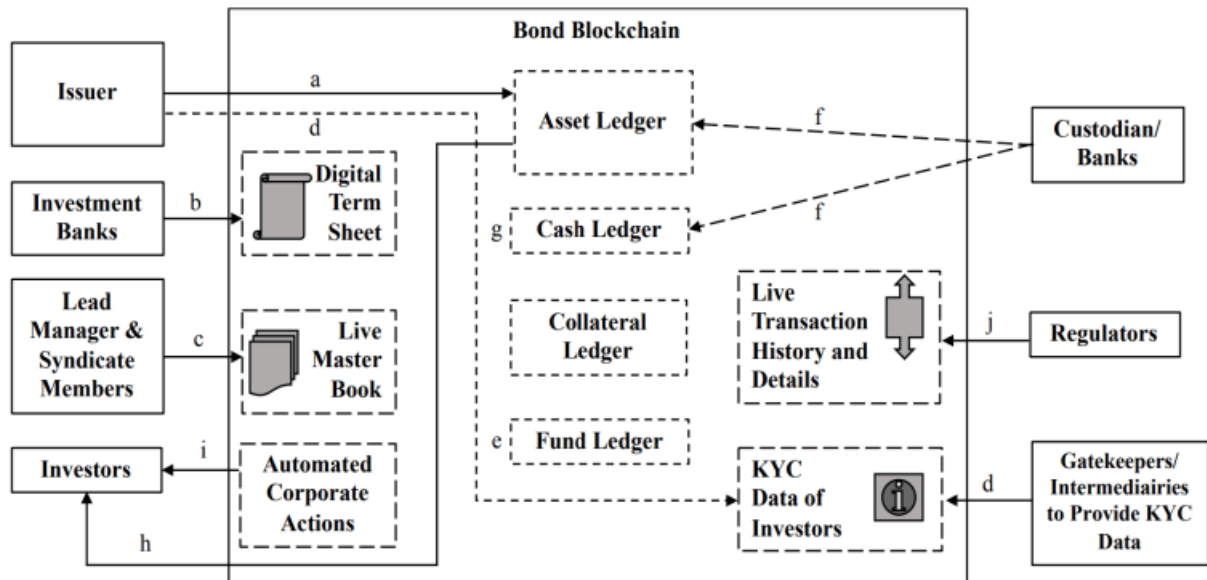 Bond Blockchain
Issuer
a
d
Asset Ledger
f
f
Custodian/
Banks
Investment
Banks
b
Digital
Term
Sheet
g
Cash Ledger
Lead
Manager &
Syndicate
Members
c
Live
Master
Book
Collateral
Ledger
Live
Transaction
History and
Details
j
Regulators
Investors
i
Automated
Corporate
Actions
h
e
Fund Ledger
KYC
Data of
Investors
i
d
Gatekeepers/
Intermediairies
to Provide KYC
Data